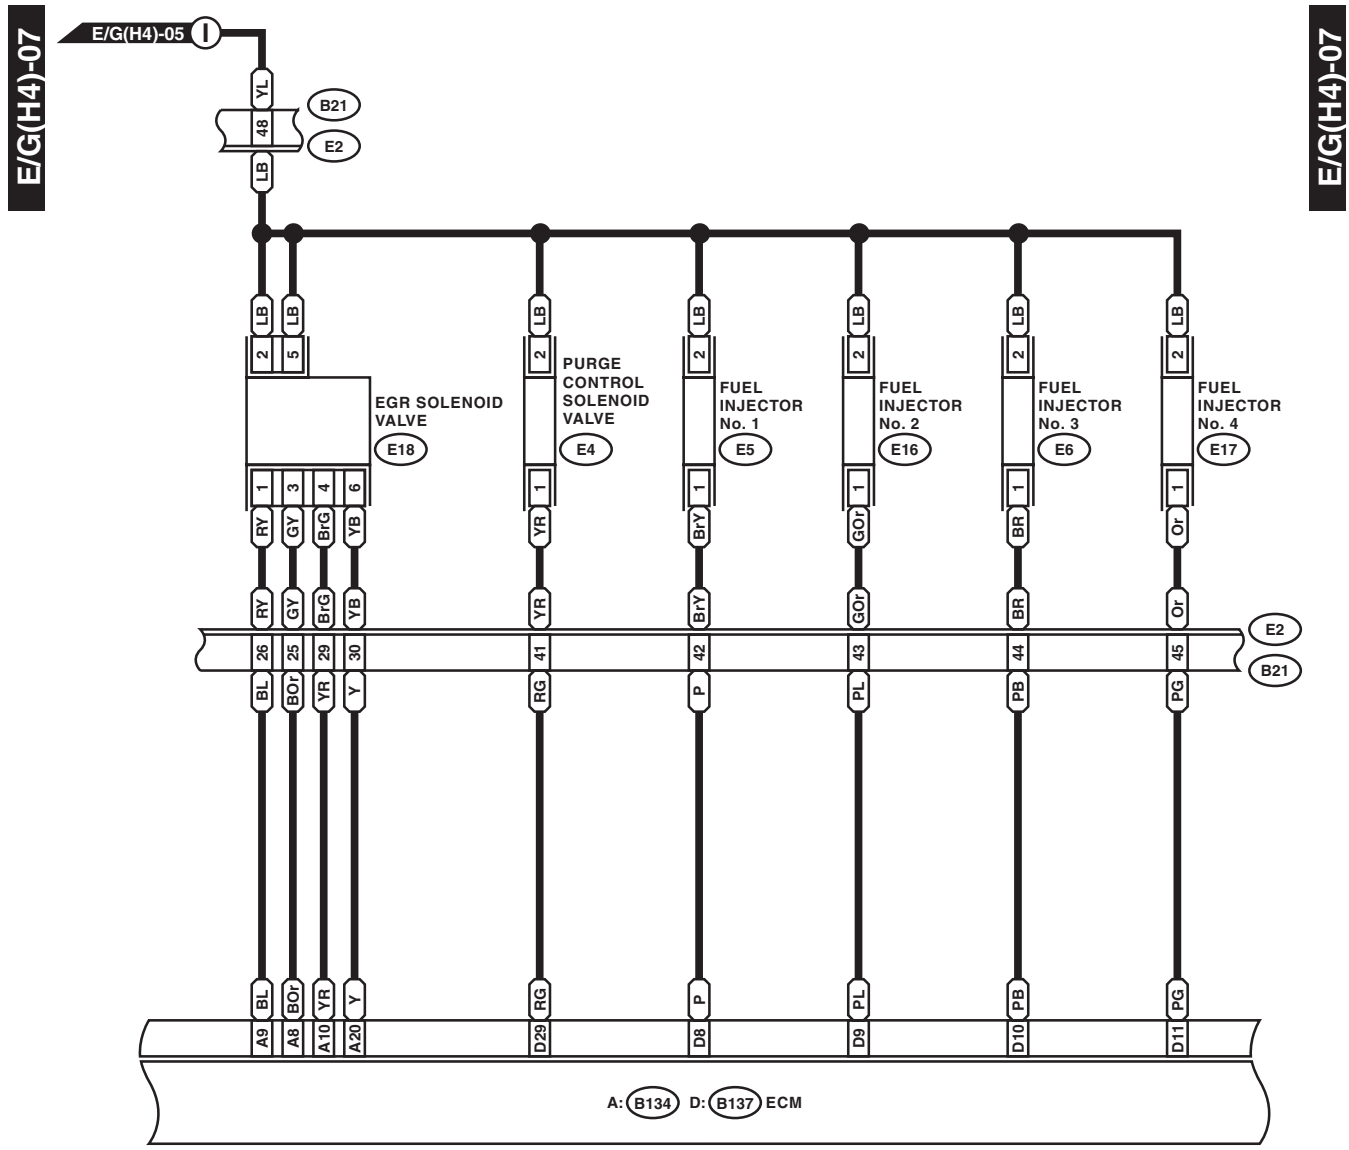 E/G(H4)-07
E/G(H4)-05 I
E/G(H4)-07
YL
B21
48
E2
LB
LB LB LB LB LB LB LB
2 5 2 2 2 2 2
EGR SOLENOID
VALVE
E18
PURGE
CONTROL
SOLENOID
VALVE
E4
FUEL
INJECTOR
No. 1
E5
FUEL
INJECTOR
No. 2
E16
FUEL
INJECTOR
No. 3
E6
FUEL
INJECTOR
No. 4
E17
1 3 4 6 1 1 1 1 1
RY GY BrG YB YR BrY GOr BR Or
RY GY BrG YB YR BrY GOr BR Or
E2
26 25 29 30 41 42 43 44 45
B21
BL BOr YR Y RG P PL PB PG
BL BOr YR Y RG P PL PB PG
A9 A8 A10 A20 D29 D8 D9 D10 D11
A: B134 D: B137 ECM